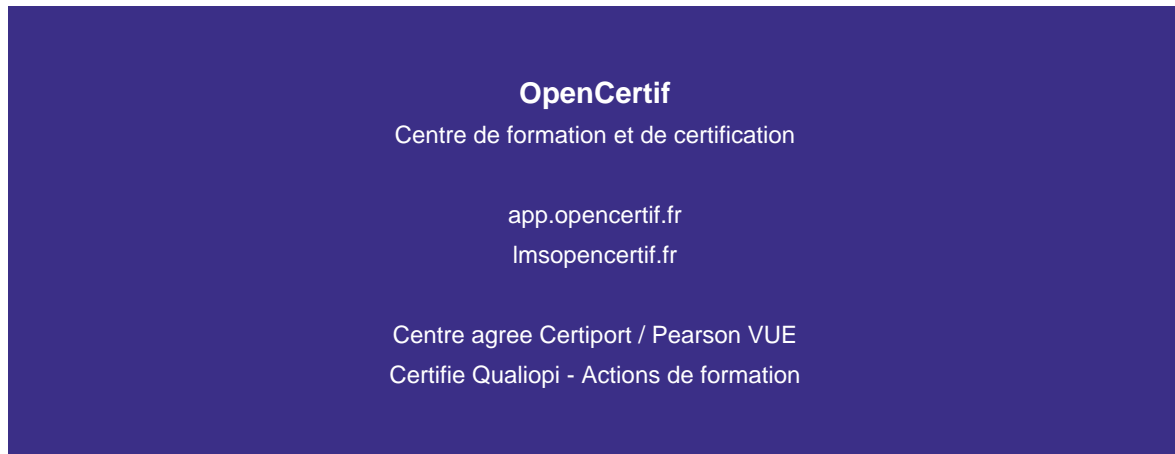 OpenCertif
Centre de formation et de certification
app.opencertif.fr
lmsopencertif.fr
Centre agree Certiport / Pearson VUE
Certifie Qualiopi - Actions de formation